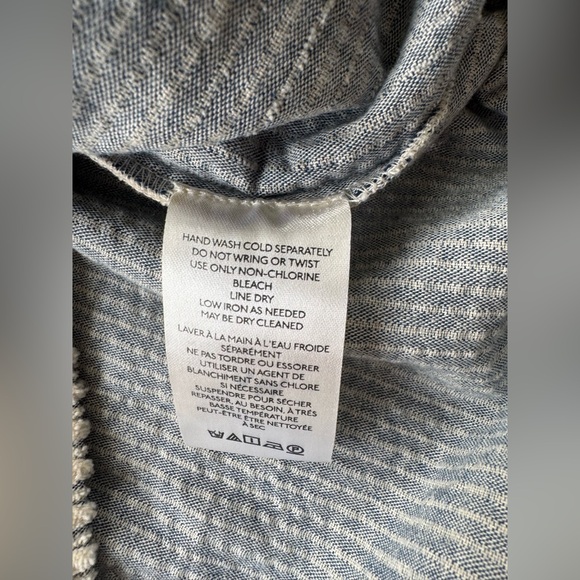 HAND WASH COLD SEPARATELY
DO NOT WRING OR TWIST
USE ONLY NON-CHLORINE
BLEACH
LINE DRY
LOW IRON AS NEEDED
MAY BE DRY CLEANED
LAVER À LA MAIN À L'EAU FROIDE
SÉPARÉMENT
NE PAS TORDRE OU ESSORER
UTILISER UN AGENT DE
BLANCHIMENT SANS CHLORE
SI NÉCESSAIRE
SUSPENDRE POUR SÉCHER
REPASSER, AU BESOIN, À TRÉS
BASSE TEMPÉRATURE
PEUT-ÊTRE ÊTRE NETTOYÉE
À SEC